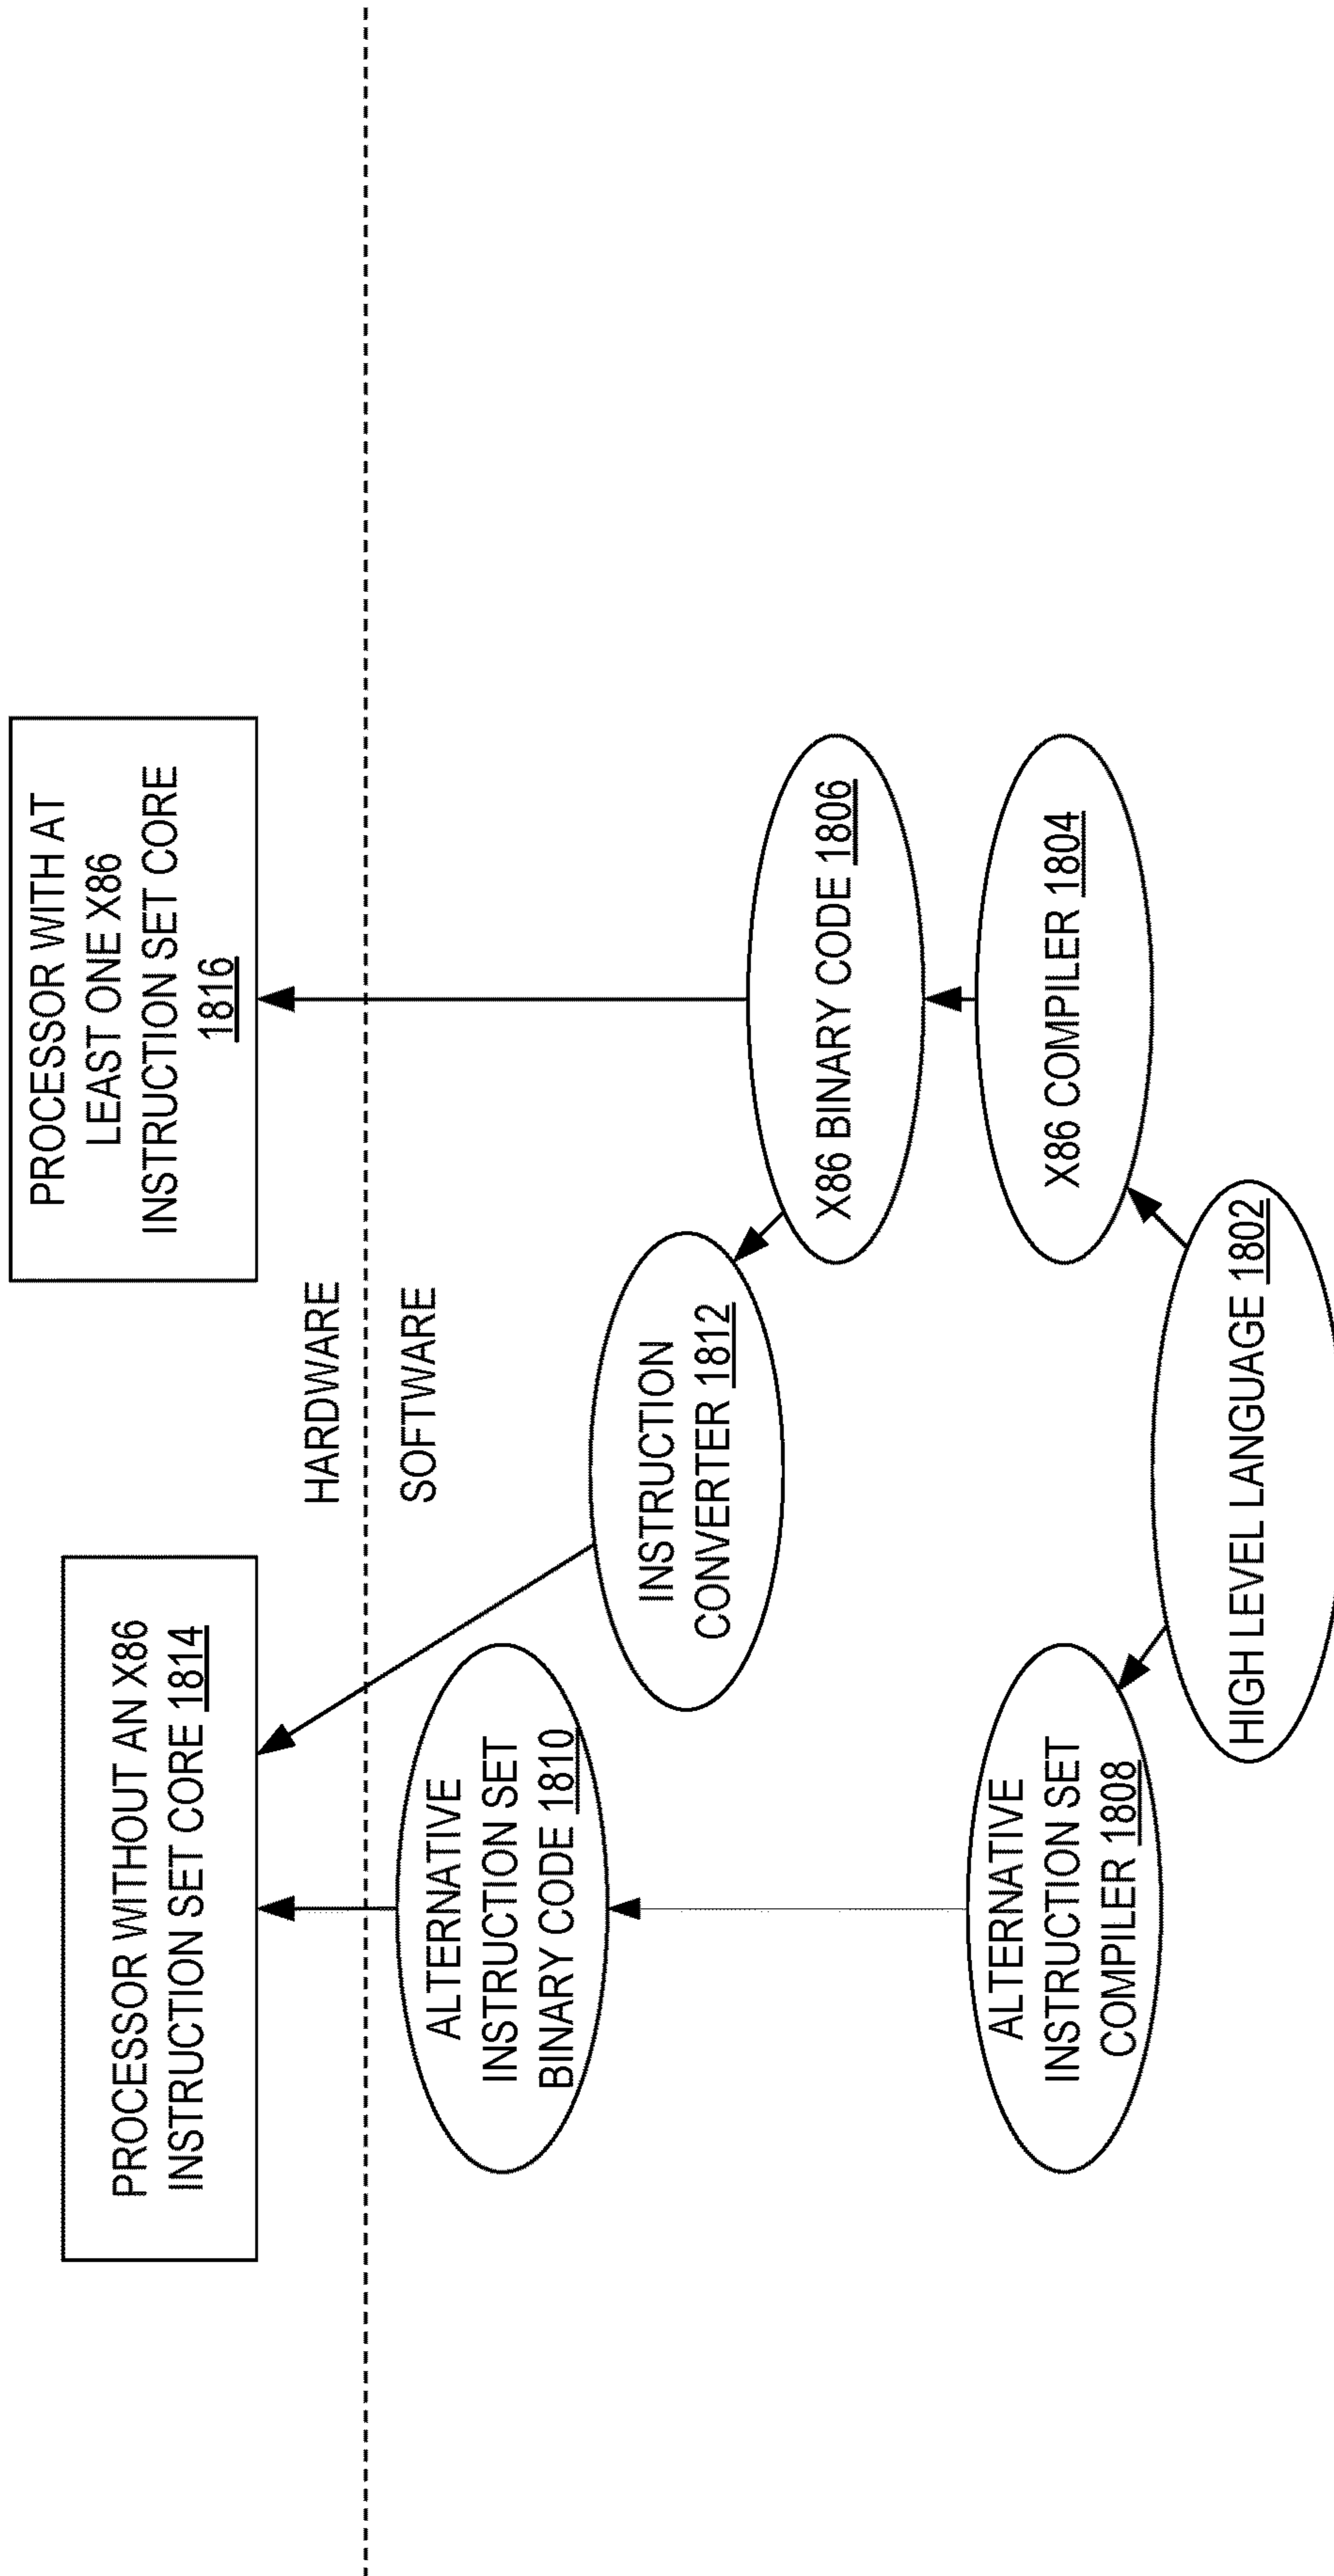 PROCESSOR WITHOUT AN X86
INSTRUCTION SET CORE 1814
PROCESSOR WITH AT
LEAST ONE X86
INSTRUCTION SET CORE
1816
HARDWARE
SOFTWARE
ALTERNATIVE
INSTRUCTION SET
BINARY CODE 1810
INSTRUCTION
CONVERTER 1812
X86 BINARY CODE 1806
ALTERNATIVE
INSTRUCTION SET
COMPILER 1808
X86 COMPILER 1804
HIGH LEVEL LANGUAGE 1802